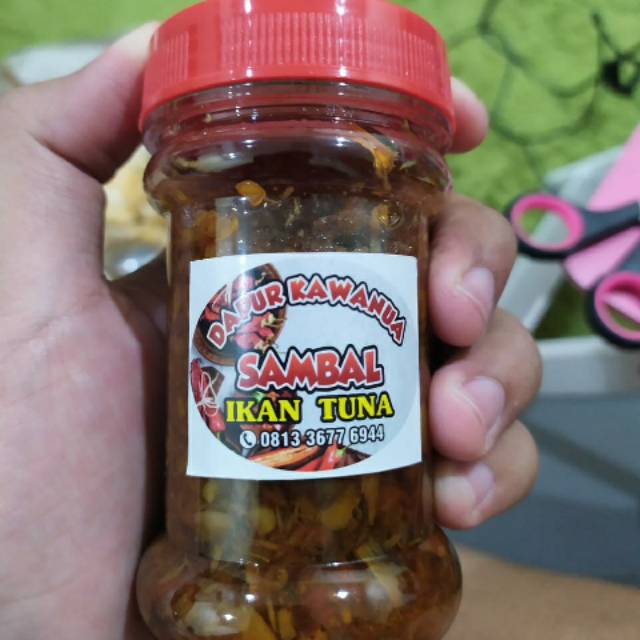 DAPUR KAWANUA
SAMBAL
IKAN TUNA
0813 3677 6944